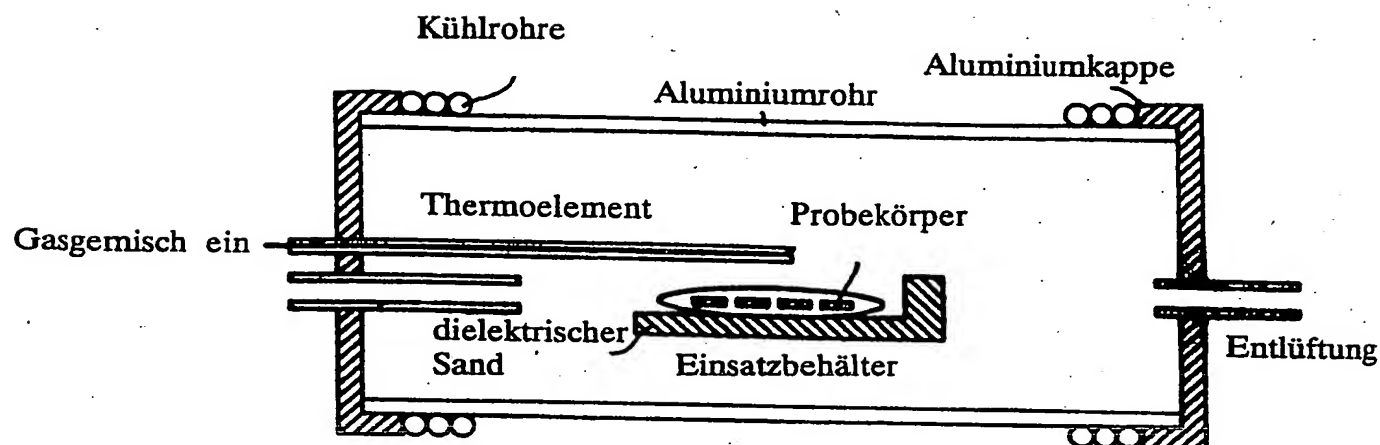 Kühlrohre
Aluminiumkappe
Aluminiumrohr
Thermoelement
Probekörper
Gasgemisch ein
dielektrischer
Sand
Einsatzbehälter
Entlüftung